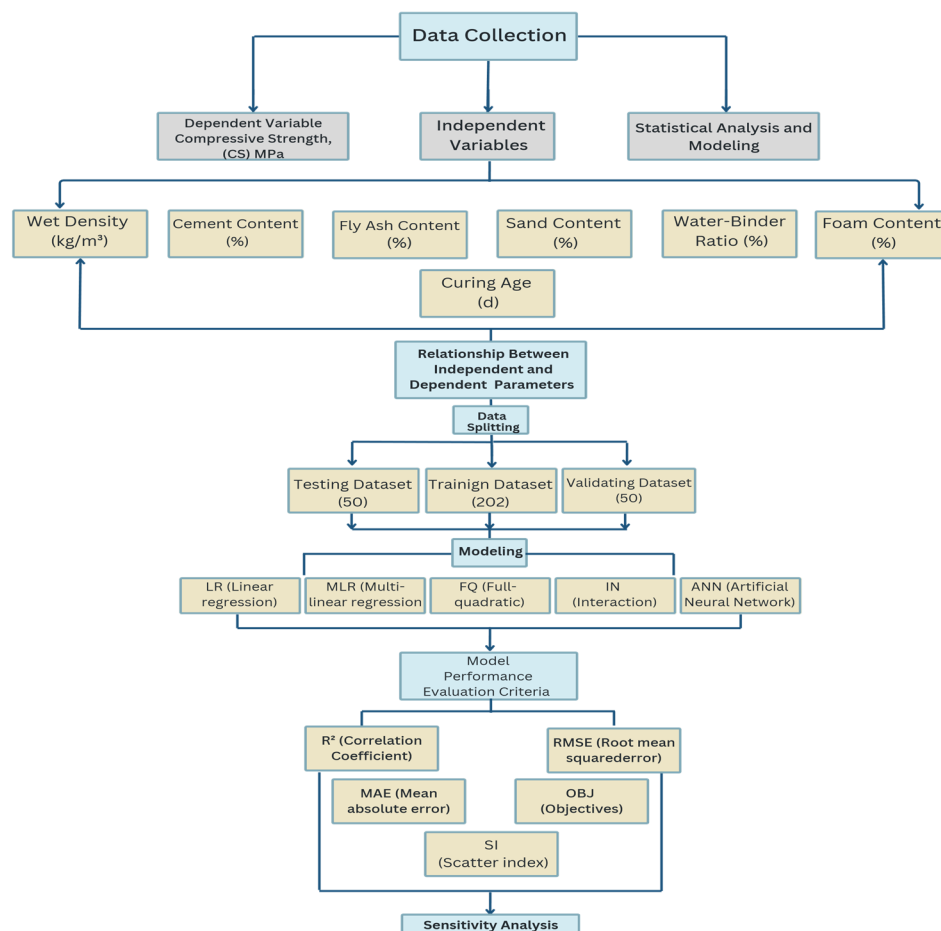 Data Collection
Dependent Variable
Compressive Strength,
(CS) MPa
Independent
Variables
Statistical Analysis and
Modeling
Wet Density
(kg/m³)
Cement Content
(%)
Fly Ash Content
(%)
Sand Content
(%)
Water-Binder
Ratio (%)
Foam Content
(%)
Curing Age
(d)
Relationship Between
Independent and
Dependent Parameters
Data
Splitting
Testing Dataset
(50)
Trainign Dataset
(202)
Validating Dataset
(50)
Modeling
LR (Linear
regression)
MLR (Multi-
linear regression
FQ (Full-
quadratic)
IN
(Interaction)
ANN (Artificial
Neural Network)
Model
Performance
Evaluation Criteria
R² (Correlation
Coefficient)
RMSE (Root mean
squarederror)
MAE (Mean
absolute error)
OBJ
(Objectives)
SI
(Scatter index)
Sensitivity Analysis